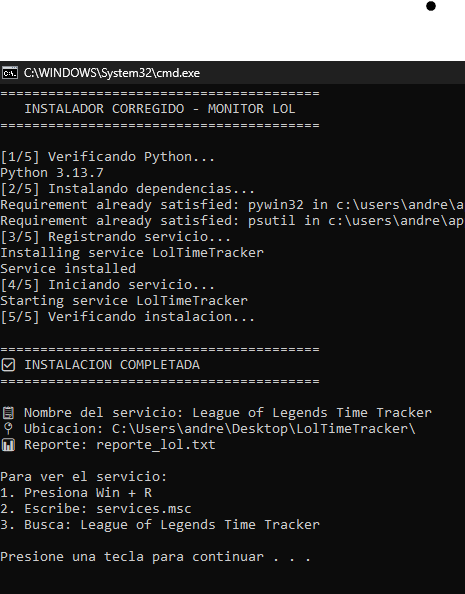 C:\WINDOWS\System32\cmd.exe
========================================
INSTALADOR CORREGIDO - MONITOR LOL
========================================
[1/5] Verificando Python...
Python 3.13.7
[2/5] Instalando dependencias...
Requirement already satisfied: pywin32 in c:\users\andre\a
Requirement already satisfied: psutil in c:\users\andre\ap
[3/5] Registrando servicio...
Installing service LolTimeTracker
Service installed
[4/5] Iniciando servicio...
Starting service LolTimeTracker
[5/5] Verificando instalacion...
========================================
INSTALACION COMPLETADA
========================================
Nombre del servicio: League of Legends Time Tracker
Ubicacion: C:\Users\andre\Desktop\LolTimeTracker\
Reporte: reporte_lol.txt
Para ver el servicio:
1. Presiona Win + R
2. Escribe: services.msc
3. Busca: League of Legends Time Tracker
Presione una tecla para continuar . . .